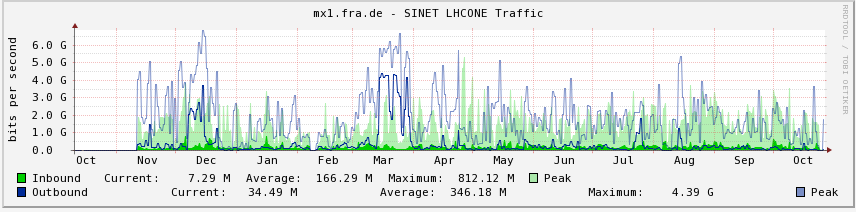 mx1.fra.de - SINET LHCONE Traffic
RRDTOOL / TOBI OETIKER
bits per second
6.0 G
5.0 G
4.0 G
3.0 G
2.0 G
1.0 G
0.0
Oct Nov Dec Jan Feb Mar Apr May Jun Jul Aug Sep Oct
Inbound Current: 7.29 M Average: 166.29 M Maximum: 812.12 M Peak
Outbound Current: 34.49 M Average: 346.18 M Maximum: 4.39 G Peak